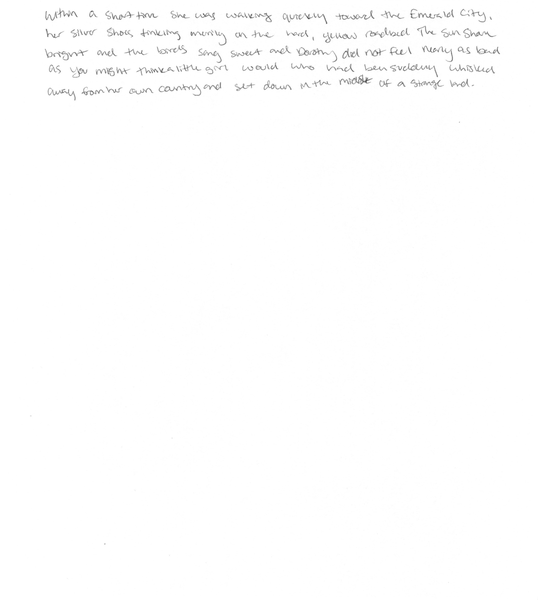 Within a short time she was walking quickly toward the Emerald City,
her Silver Shoes tinkling merrily on the hard, yellow roadbed. The sun shone
bright and the birds sang sweet and Dorothy did not feel nearly as bad
as you might think a little girl would who had been suddenly whisked
away from her own country and set down in the middle of a strange land.